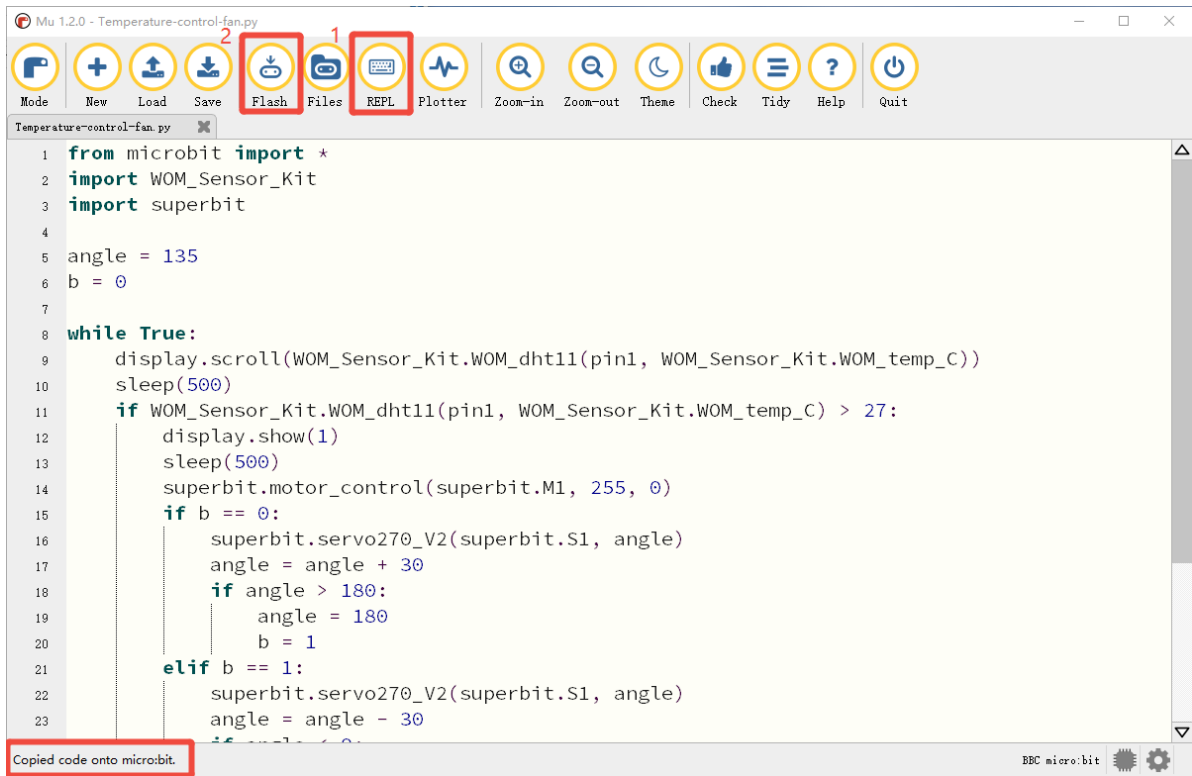 Mu 1.2.0 - Temperature-control-fan.py
2 1
Mode New Load Save Flash Files REPL Plotter Zoom-in Zoom-out Theme Check Tidy Help Quit
Temperature-control-fan.py
1 from microbit import *
2 import WOM_Sensor_Kit
3 import superbit
4
5 angle = 135
6 b = 0
7
8 while True:
9 display.scroll(WOM_Sensor_Kit.WOM_dht11(pin1, WOM_Sensor_Kit.WOM_temp_C))
10 sleep(500)
11 if WOM_Sensor_Kit.WOM_dht11(pin1, WOM_Sensor_Kit.WOM_temp_C) > 27:
12 display.show(1)
13 sleep(500)
14 superbit.motor_control(superbit.M1, 255, 0)
15 if b == 0:
16 superbit.servo270_V2(superbit.S1, angle)
17 angle = angle + 30
18 if angle > 180:
19 angle = 180
20 b = 1
21 elif b == 1:
22 superbit.servo270_V2(superbit.S1, angle)
23 angle = angle - 30
Copied code onto micro:bit.
BBC micro:bit